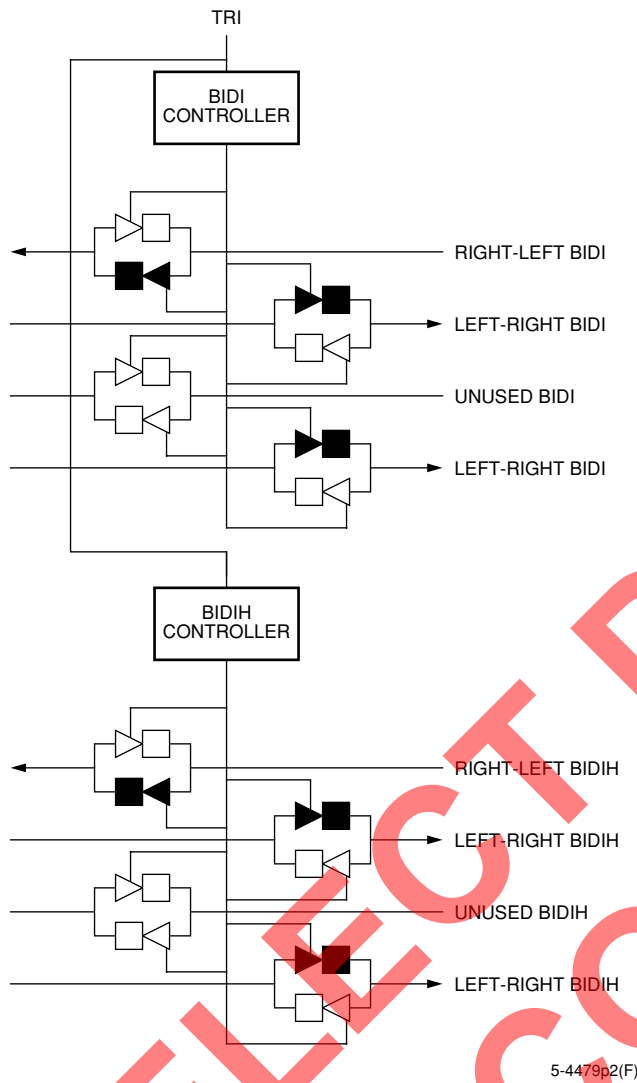 TRI
BIDI
CONTROLLER
RIGHT-LEFT BIDI
LEFT-RIGHT BIDI
UNUSED BIDI
LEFT-RIGHT BIDI
BIDIH
CONTROLLER
RIGHT-LEFT BIDIH
LEFT-RIGHT BIDIH
UNUSED BIDIH
LEFT-RIGHT BIDIH
5-4479p2(F)